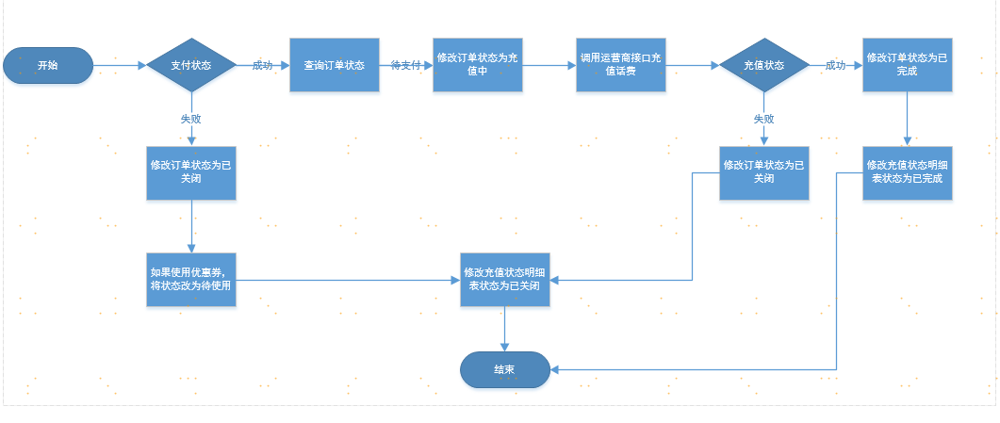 开始
支付状态
成功
查询订单状态
待支付
修改订单状态为充
值中
调用运营商接口充
值话费
充值状态
成功
修改订单状态为已
完成
失败
失败
修改订单状态为已
关闭
修改订单状态为已
关闭
修改充值状态明细
表状态为已完成
如果使用优惠券,
将状态改为待使用
修改充值状态明细
表状态为已关闭
结束